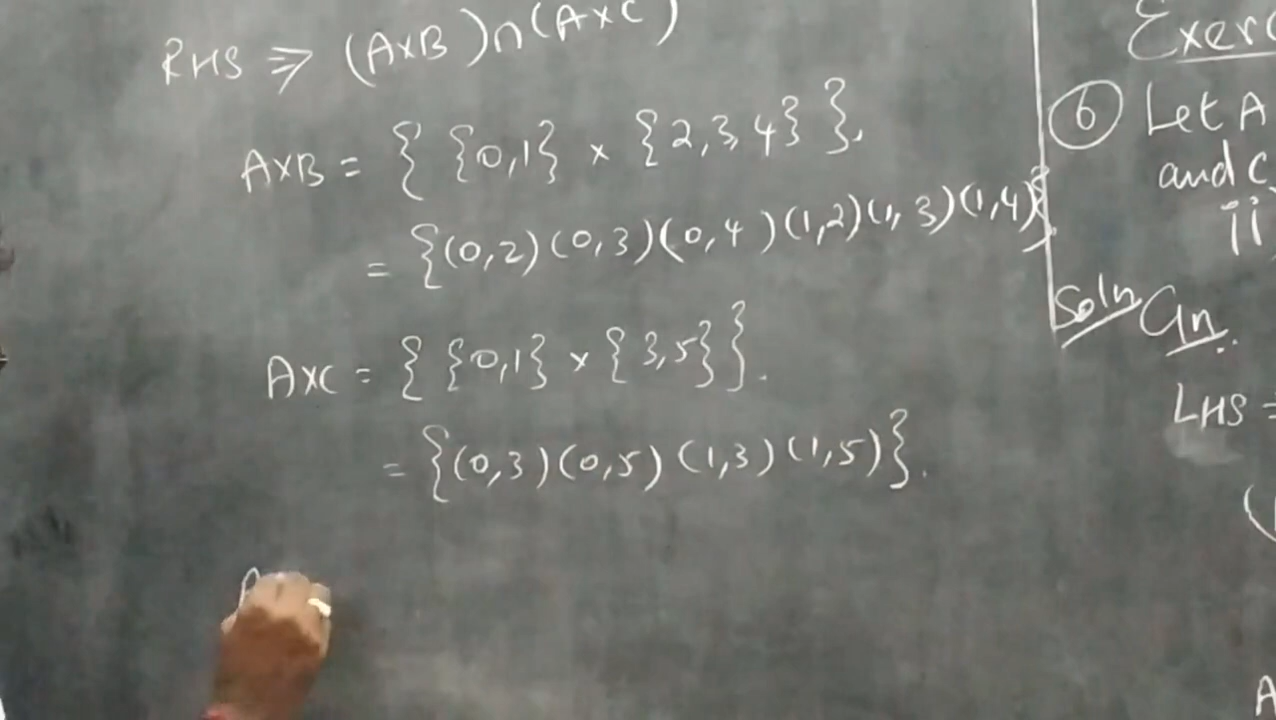 RHS ⇒ (A×B)∩(A×C)
A×B = { {0,1} × {2,3,4} }.
= {(0,2)(0,3)(0,4)(1,2)(1,3)(1,4)}.
A×C = { {0,1} × {3,5} }.
= {(0,3)(0,5)(1,3)(1,5)}.
A
Exerc
6 Let A
and C
ii)
Soln Gn.
LHS =
(
A